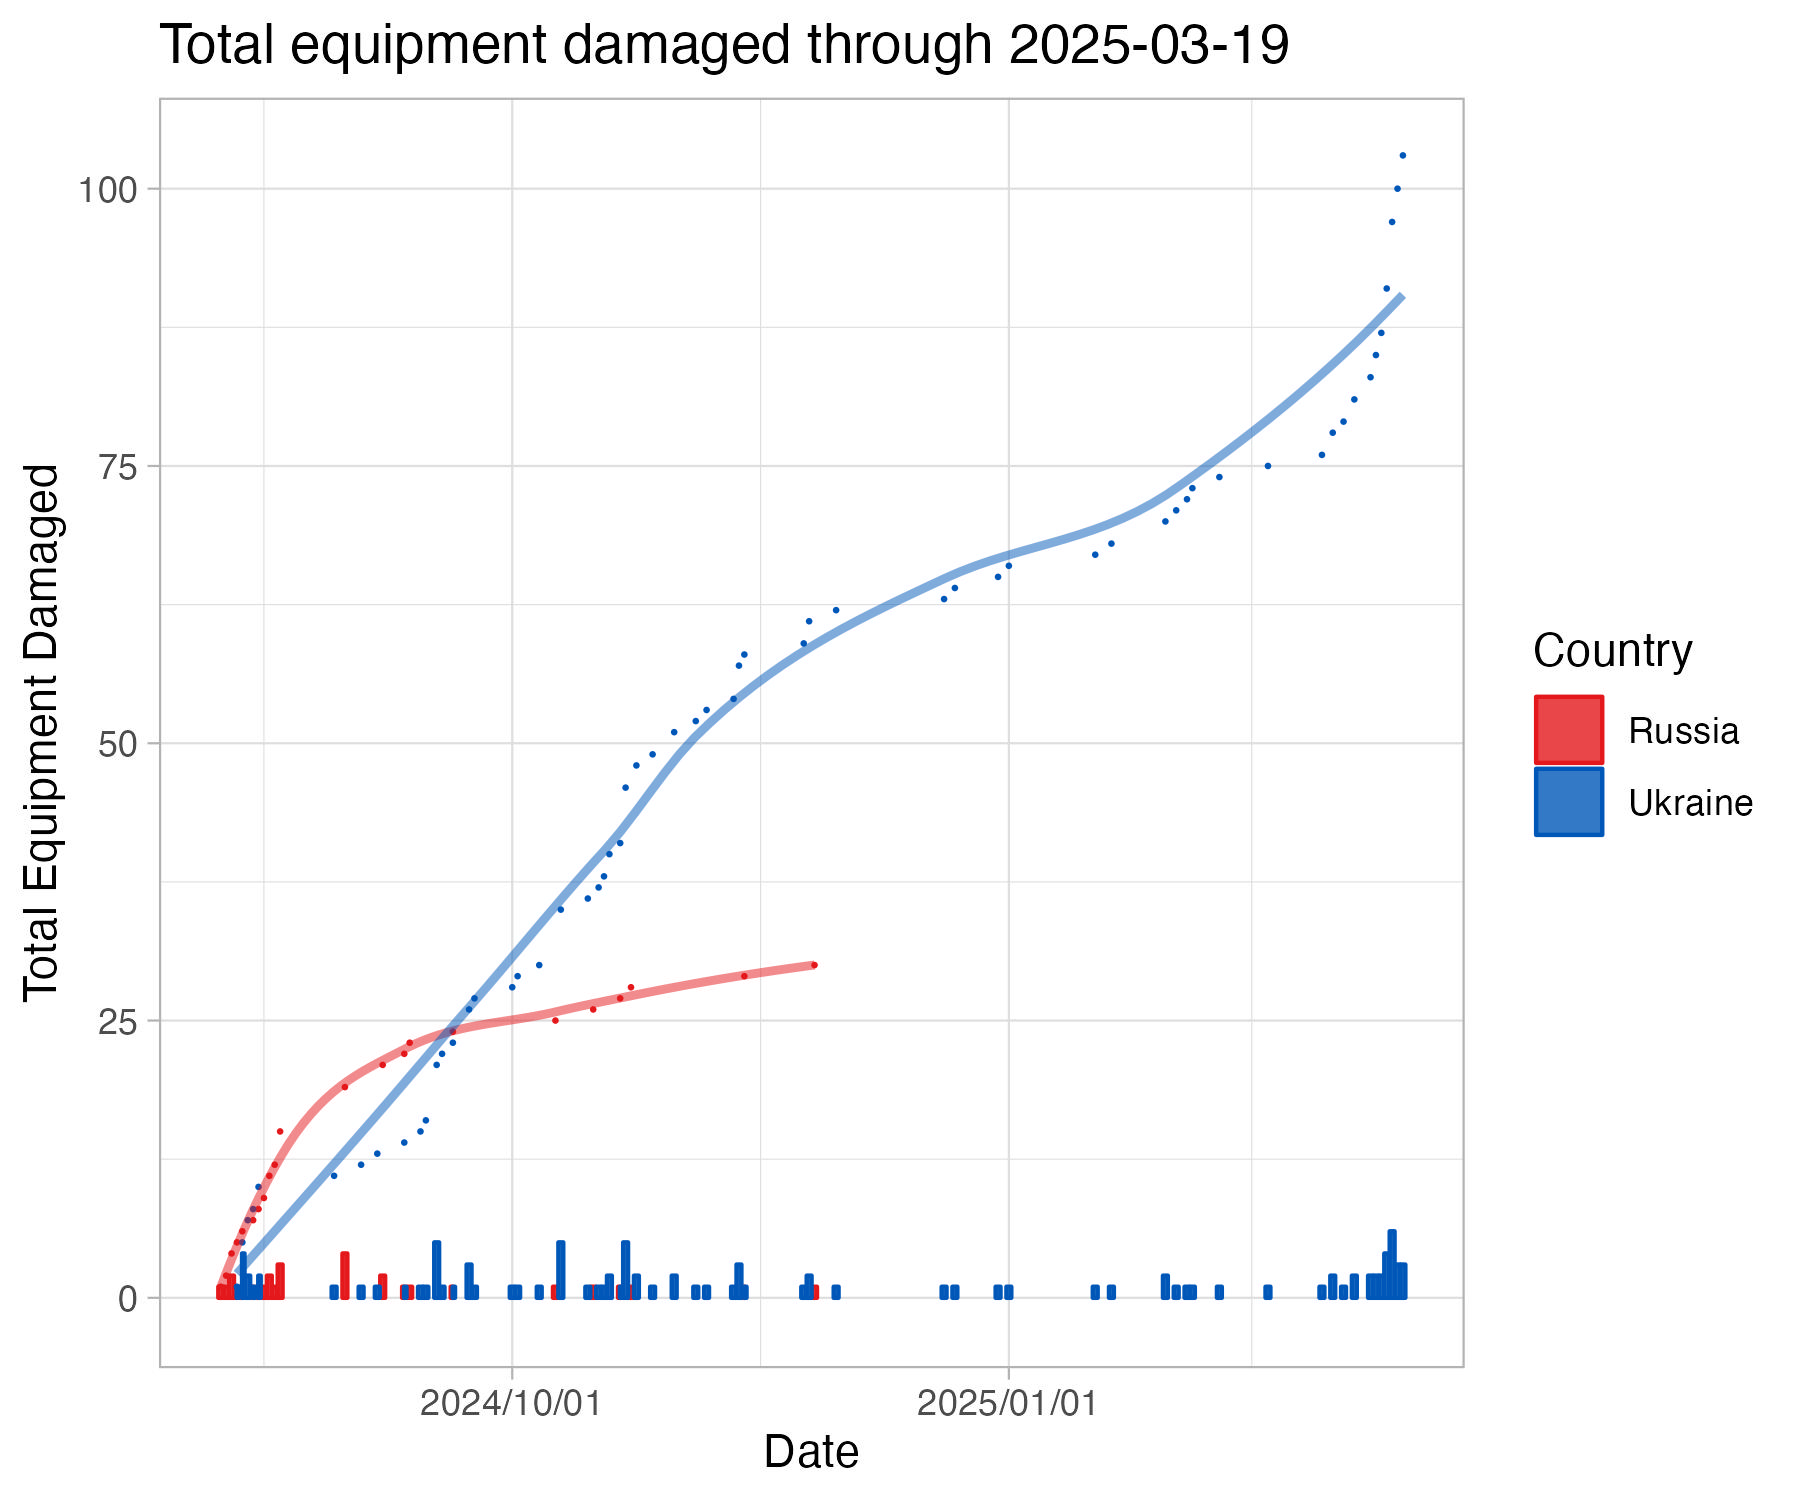 Total equipment damaged through 2025-03-19
Total Equipment Damaged
100
75
50
25
0
2024/10/01
2025/01/01
Date
Country
Russia
Ukraine